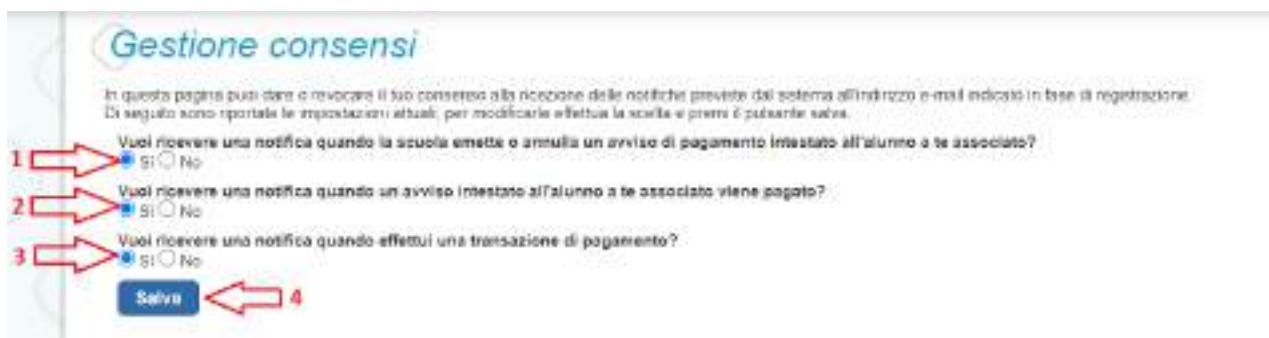 Gestione consensi
In questa pagina puoi dare o revocare il tuo consenso alla ricezione delle notifiche previste dal sistema all'indirizzo e-mail indicato in fase di registrazione.
Di seguito sono riportate le impostazioni attuali, per modificarle effettua la scelta e premi il pulsante salva.
Vuoi ricevere una notifica quando la scuola emette o annulla un avviso di pagamento intestato all'alunno a te associato?
1 Si No
Vuoi ricevere una notifica quando un avviso intestato all'alunno a te associato viene pagato?
2 Si No
Vuoi ricevere una notifica quando effettui una transazione di pagamento?
3 Si No
Salva 4